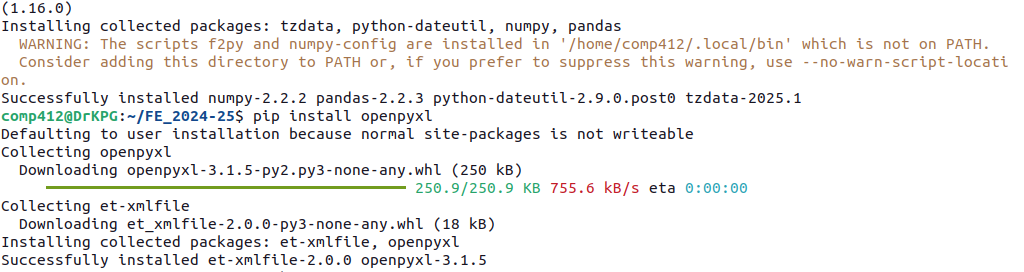 (1.16.0)
Installing collected packages: tzdata, python-dateutil, numpy, pandas
  WARNING: The scripts f2py and numpy-config are installed in '/home/comp412/.local/bin' which is not on PATH.
  Consider adding this directory to PATH or, if you prefer to suppress this warning, use --no-warn-script-locati
on.
Successfully installed numpy-2.2.2 pandas-2.2.3 python-dateutil-2.9.0.post0 tzdata-2025.1
comp412@DrKPG:~/FE_2024-25$ pip install openpyxl
Defaulting to user installation because normal site-packages is not writeable
Collecting openpyxl
  Downloading openpyxl-3.1.5-py2.py3-none-any.whl (250 kB)
     250.9/250.9 KB 755.6 kB/s eta 0:00:00
Collecting et-xmlfile
  Downloading et_xmlfile-2.0.0-py3-none-any.whl (18 kB)
Installing collected packages: et-xmlfile, openpyxl
Successfully installed et-xmlfile-2.0.0 openpyxl-3.1.5